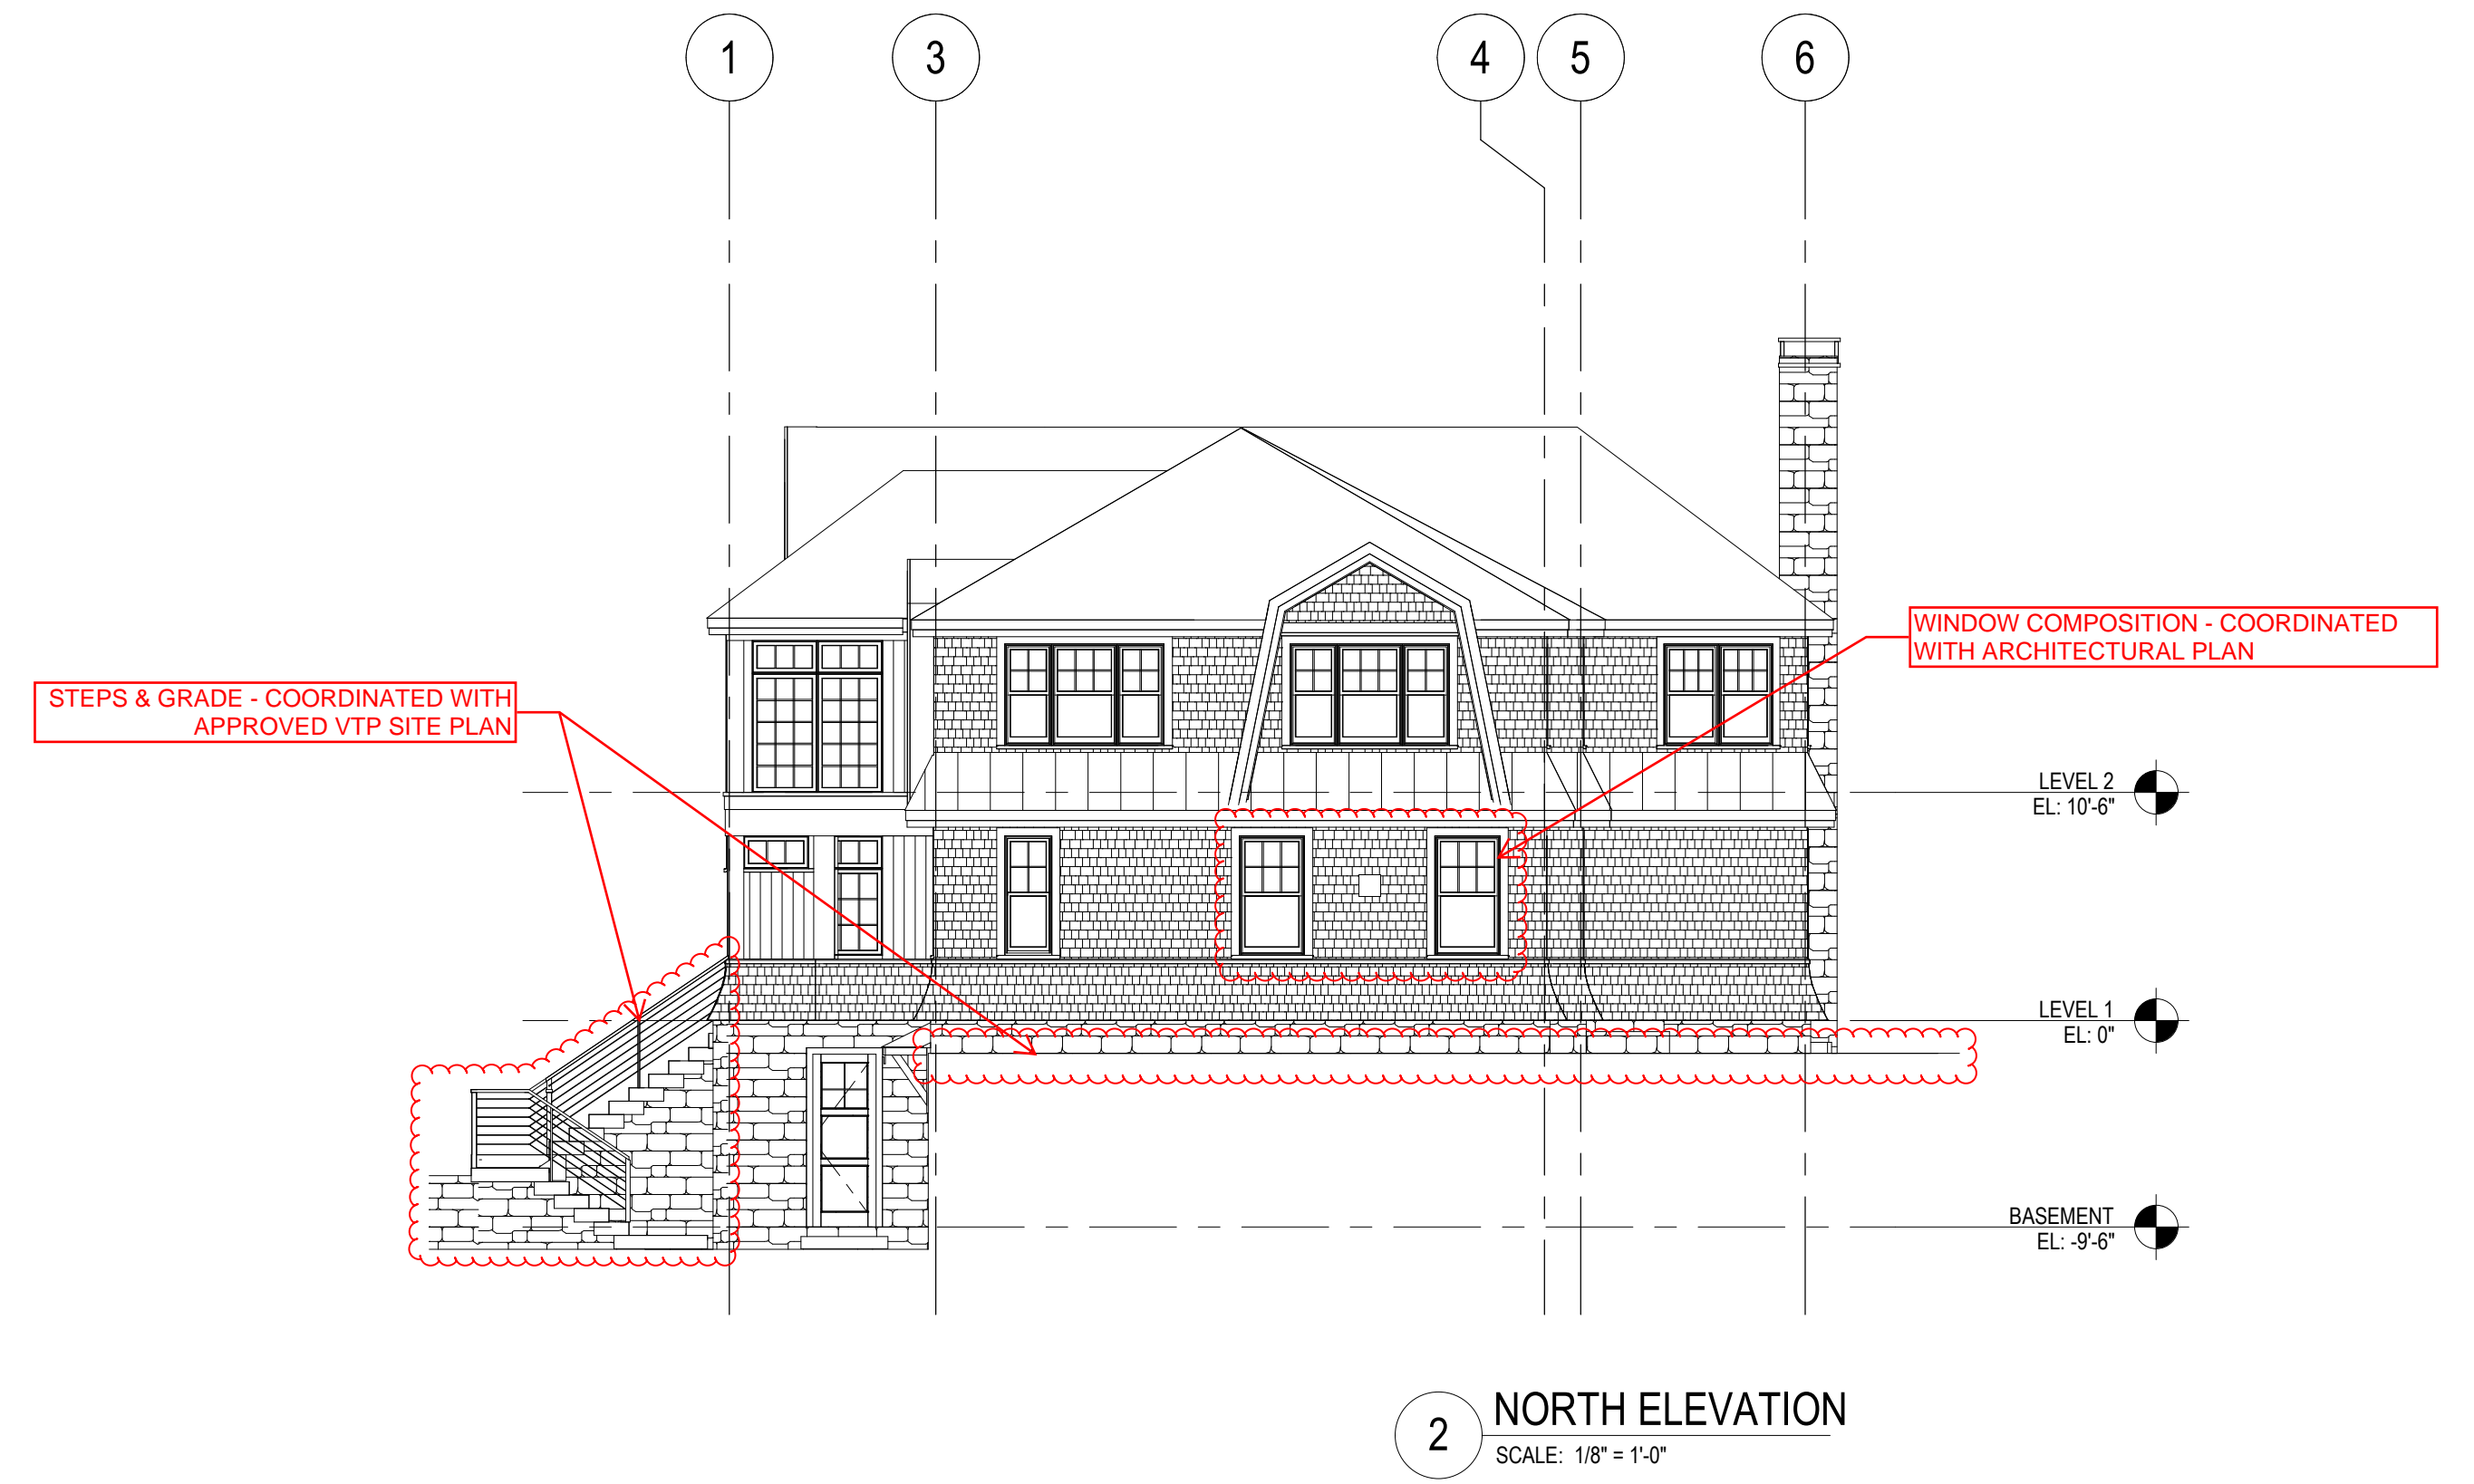 1
3
4
5
6
WINDOW COMPOSITION - COORDINATED
WITH ARCHITECTURAL PLAN
STEPS & GRADE - COORDINATED WITH
APPROVED VTP SITE PLAN
LEVEL 2
EL: 10'-6"
LEVEL 1
EL: 0"
BASEMENT
EL: -9'-6"
2
NORTH ELEVATION
SCALE: 1/8" = 1'-0"